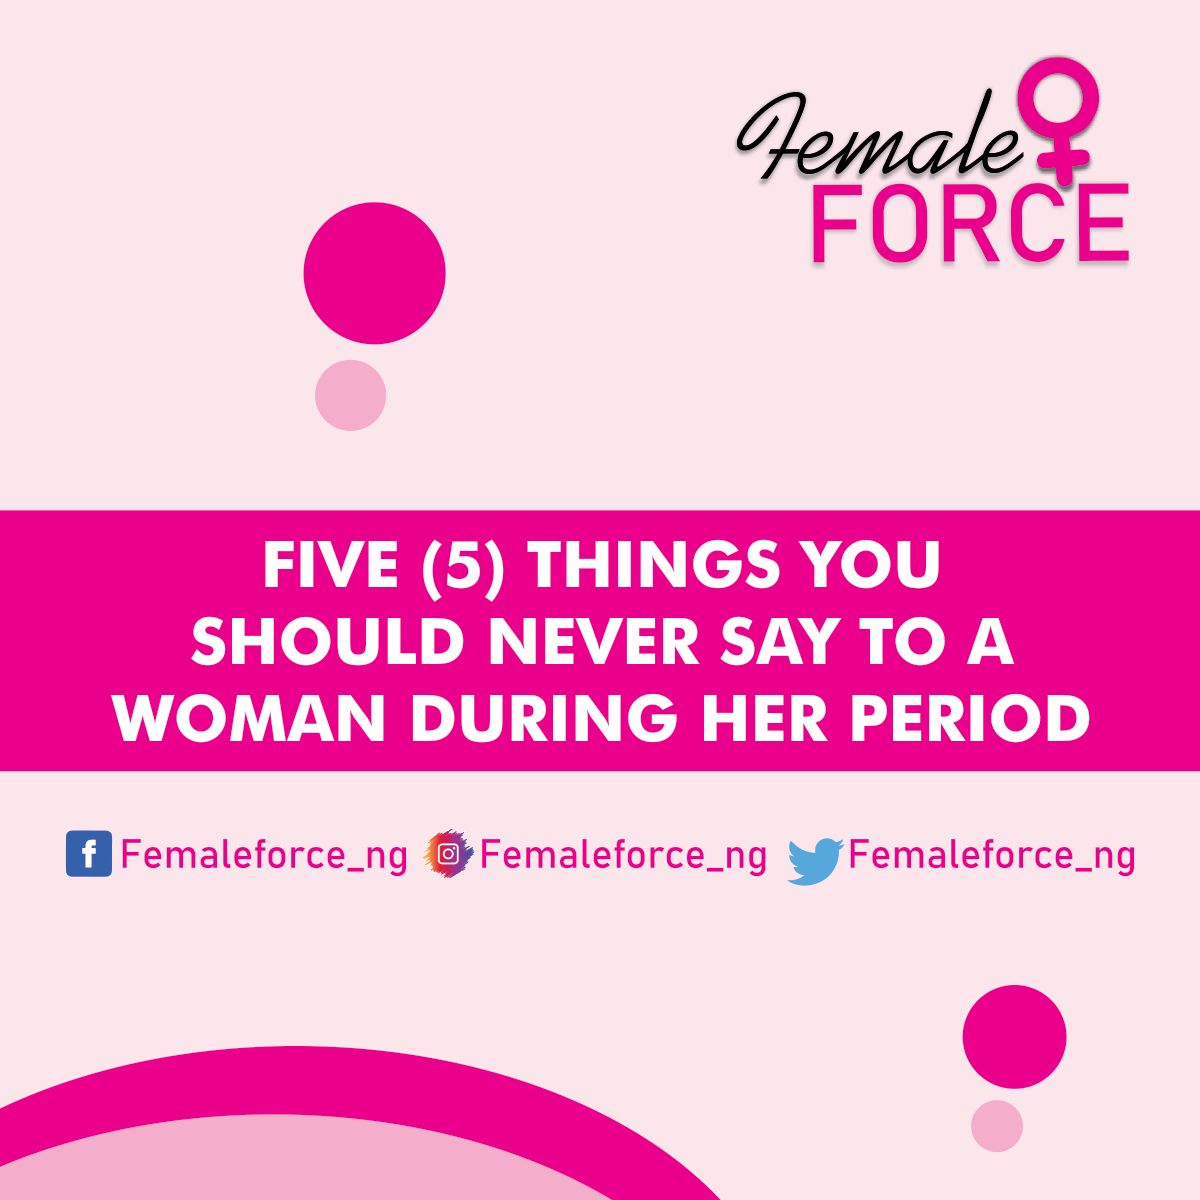 Female
FORCE
FIVE (5) THINGS YOU
SHOULD NEVER SAY TO A
WOMAN DURING HER PERIOD
f Femaleforce_ng Femaleforce_ng Femaleforce_ng